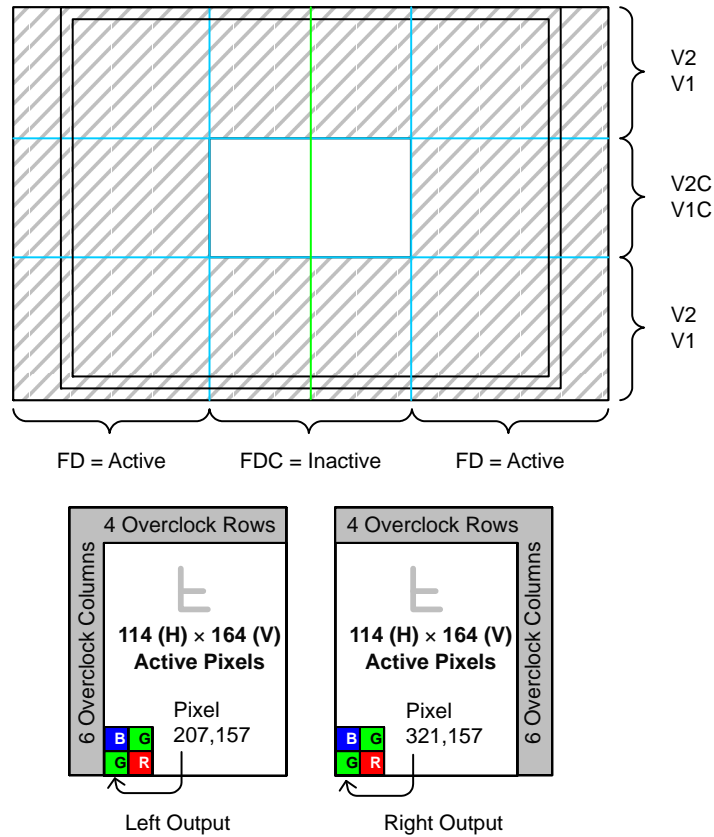 V2
V1
V2C
V1C
V2
V1
FD = Active
FDC = Inactive
FD = Active
4 Overclock Rows
6 Overclock Columns
114 (H) × 164 (V)
Active Pixels
Pixel
207,157
B G
G R
Left Output
4 Overclock Rows
6 Overclock Columns
114 (H) × 164 (V)
Active Pixels
Pixel
321,157
B G
G R
Right Output